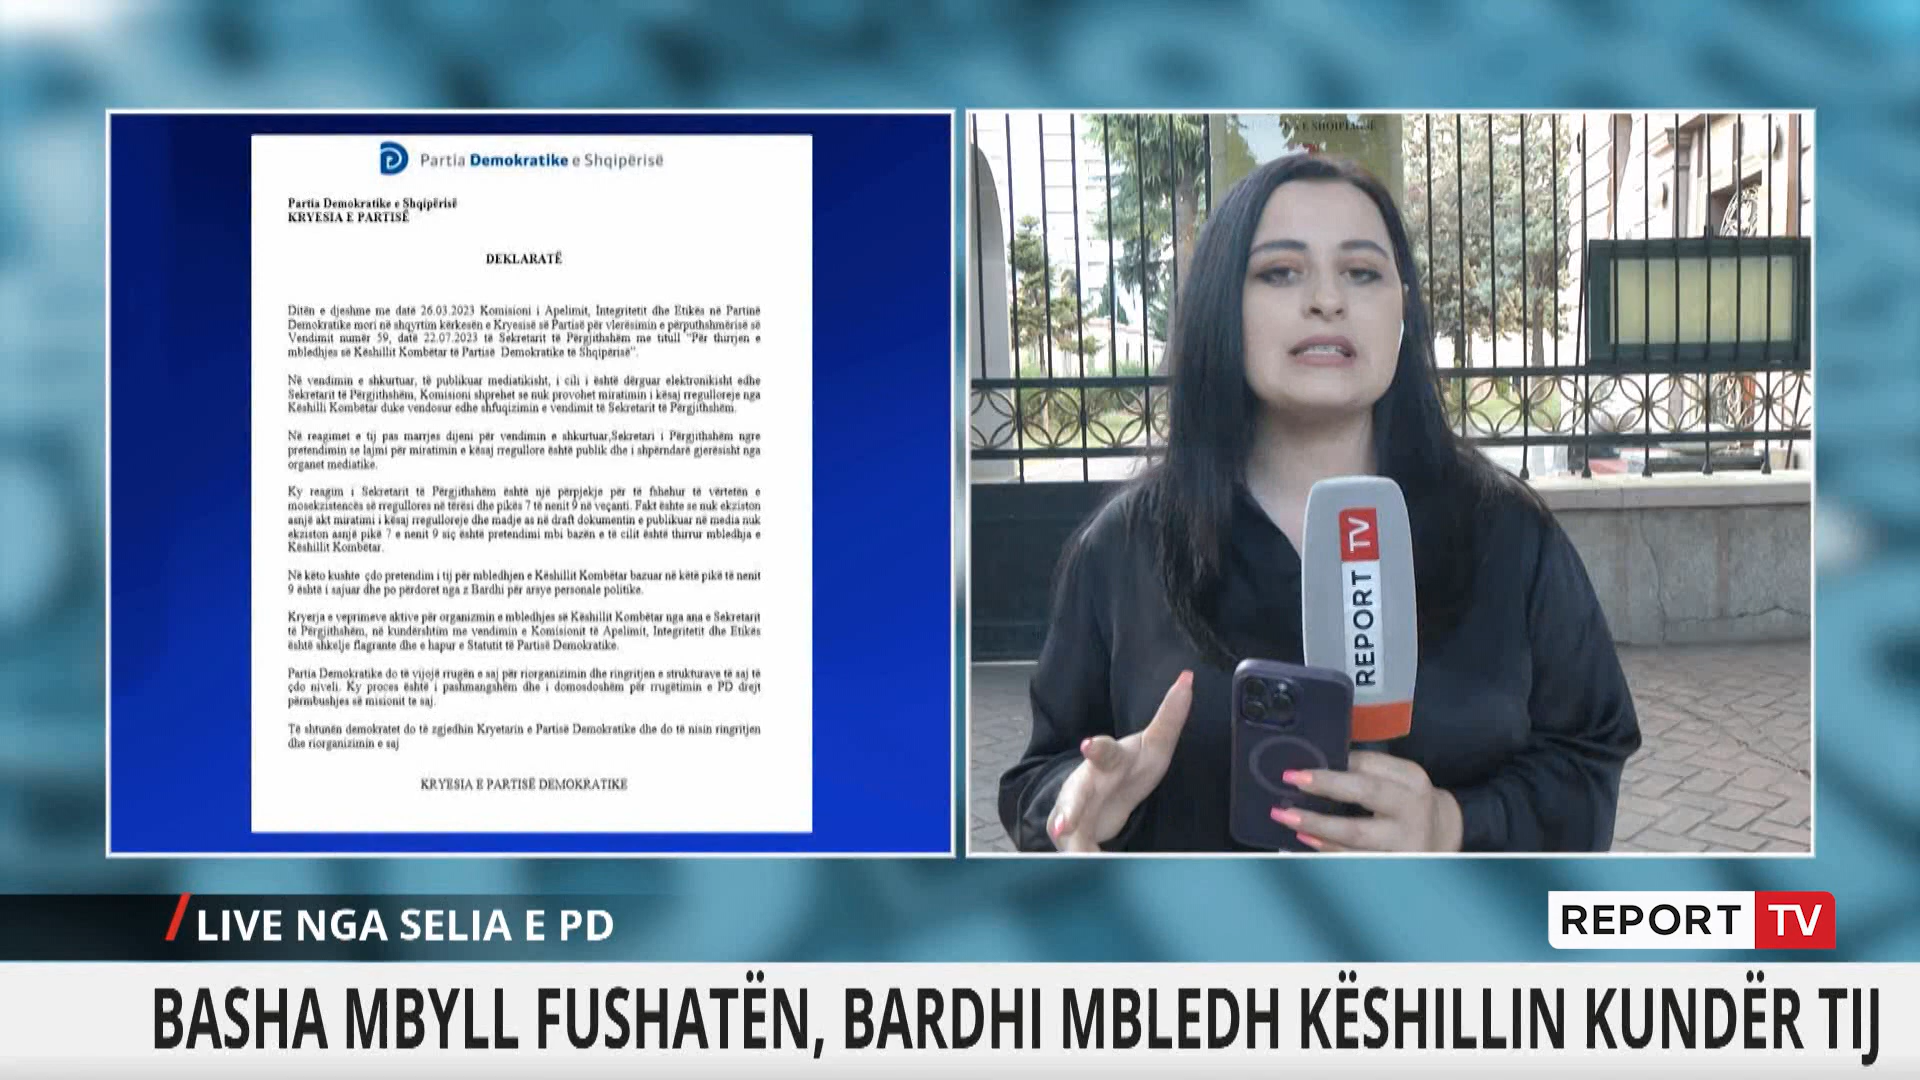 Partia Demokratike e Shqipërisë
Partia Demokratike e Shqipërisë
KRYESIA E PARTISË
DEKLARATË
Ditën e djeshme me datë 26.03.2023 Komisioni i Apelimit, Integritetit dhe Etikës në Partinë
Demokratike mori në shqyrtim kërkesën e Kryesisë së Partisë për vlerësimin e përputhshmërisë së
Vendimit numër 59, datë 22.07.2023 të Sekretarit të Përgjithshëm me titull "Për thirrjen e
mbledhjes së Këshillit Kombëtar të Partisë Demokratike të Shqipërisë".
Në vendimin e shkurtuar, të publikuar mediatikisht, i cili i është dërguar elektronikisht edhe
Sekretarit të Përgjithshëm, Komisioni shprehet se nuk provohet miratimin i kësaj rregulloreje nga
Këshilli Kombëtar duke vendosur edhe shfuqizimin e vendimit të Sekretarit të Përgjithshëm.
Në reagimet e tij pas marrjes dijeni për vendimin e shkurtuar,Sekretari i Përgjithshëm ngre
pretendimin se lajmi për miratimin e kësaj rregullore është publik dhe i shpërndarë gjerësisht nga
organet mediatike.
Ky reagim i Sekretarit të Përgjithshëm është një përpjekje për të fshehur të vërtetën e
mosekzistencës së rregullores në tërësi dhe pikës 7 të nenit 9 në veçanti. Fakt është se nuk ekziston
asnjë akt miratimi i kësaj rregulloreje dhe madje as në draft dokumentin e publikuar në media nuk
ekziston asnjë pikë 7 e nenit 9 siç është pretendimi mbi bazën e të cilit është thirrur mbledhja e
Këshillit Kombëtar.
Në këto kushte çdo pretendim i tij për mbledhjen e Këshillit Kombëtar bazuar në këtë pikë të nenit
9 është i sajuar dhe po përdoret nga z Bardhi për arsye personale politike.
Kryerja e veprimeve aktive për organizmin e mbledhjes së Këshillit Kombëtar nga ana e Sekretarit
të Përgjithshëm, në kundërshtim me vendimin e Komisionit të Apelimit, Integritetit dhe Etikës
është shkelje flagrante dhe e hapur e Statutit të Partisë Demokratike.
Partia Demokratike do të vijojë rrugën e saj për riorganizimin dhe ringritjen e strukturave të saj të
çdo niveli. Ky proces është i pashmangshëm dhe i domosdoshëm për rrugëtimin e PD drejt
përmbushjes së misionit te saj.
Të shtunën demokratet do të zgjedhin Kryetarin e Partisë Demokratike dhe do të nisin ringritjen
dhe riorganizimin e saj
KRYESIA E PARTISË DEMOKRATIKE
E SHQIPËRISË
REPORT TV
LIVE NGA SELIA E PD
REPORT TV
BASHA MBYLL FUSHATËN, BARDHI MBLEDH KËSHILLIN KUNDËR TIJ